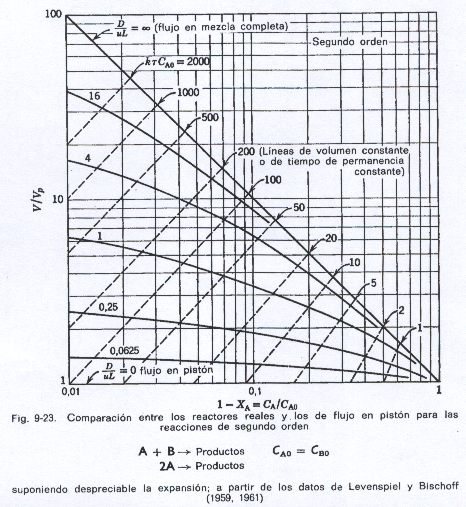 100
D/uL = ∞ (flujo en mezcla completa)
Segundo orden
kτC_A0 = 2000
16
1000
500
4
200 (Líneas de volumen constante
o de tiempo de permanencia
constante)
100
10
50
V/Vp
1
20
10
5
0,25
2
1
0,0625
D/uL = 0 flujo en pistón
1
0,01
0,1
1
1 − X_A = C_A/C_A0
Fig. 9-23. Comparación entre los reactores reales y los de flujo en pistón para las
reacciones de segundo orden
A + B → Productos C_A0 = C_B0
2A → Productos
suponiendo despreciable la expansión; a partir de los datos de Levenspiel y Bischoff
(1959, 1961)